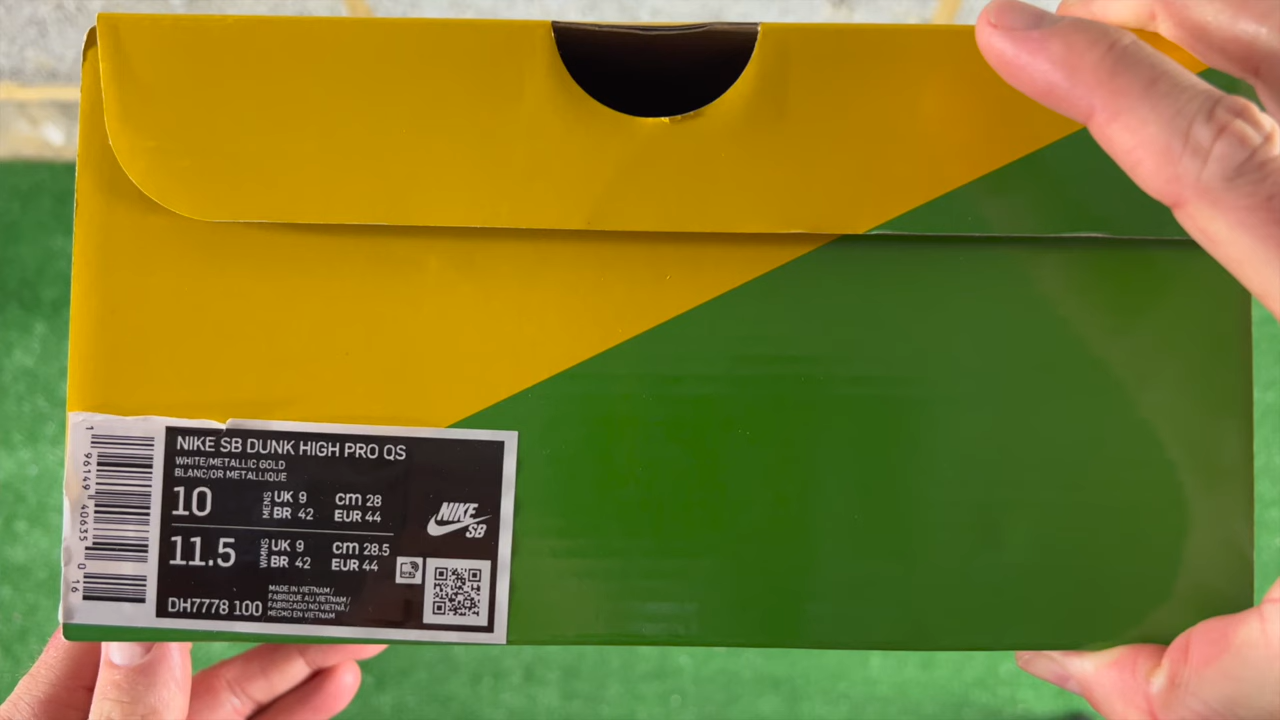 NIKE SB DUNK HIGH PRO QS
WHITE/METALLIC GOLD
BLANC/OR METALLIQUE
10 MENS UK 9 cm 28
BR 42 EUR 44
11.5 WMNS UK 9 cm 28.5
BR 42 EUR 44
NIKE
SB
DH7778 100
MADE IN VIETNAM /
FABRIQUE AU VIETNAM /
FABRICADO NO VIETNÃ /
HECHO EN VIETNAM
1 96149 40635 0 16